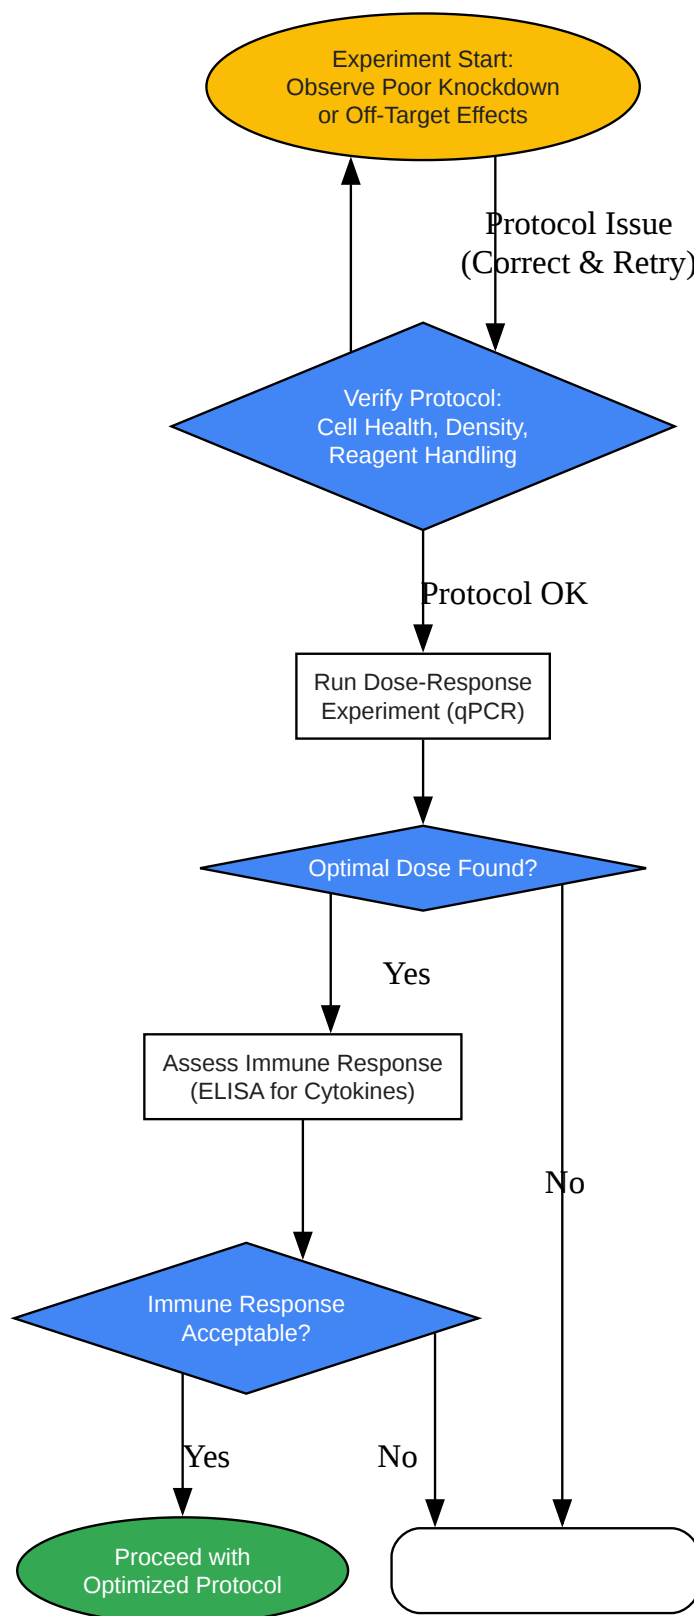 Experiment Start:
Observe Poor Knockdown
or Off-Target Effects
Protocol Issue
(Correct & Retry)
Verify Protocol:
Cell Health, Density,
Reagent Handling
Protocol OK
Run Dose-Response
Experiment (qPCR)
Optimal Dose Found?
Yes
Assess Immune Response
(ELISA for Cytokines)
No
Immune Response
Acceptable?
Yes
No
Proceed with
Optimized Protocol